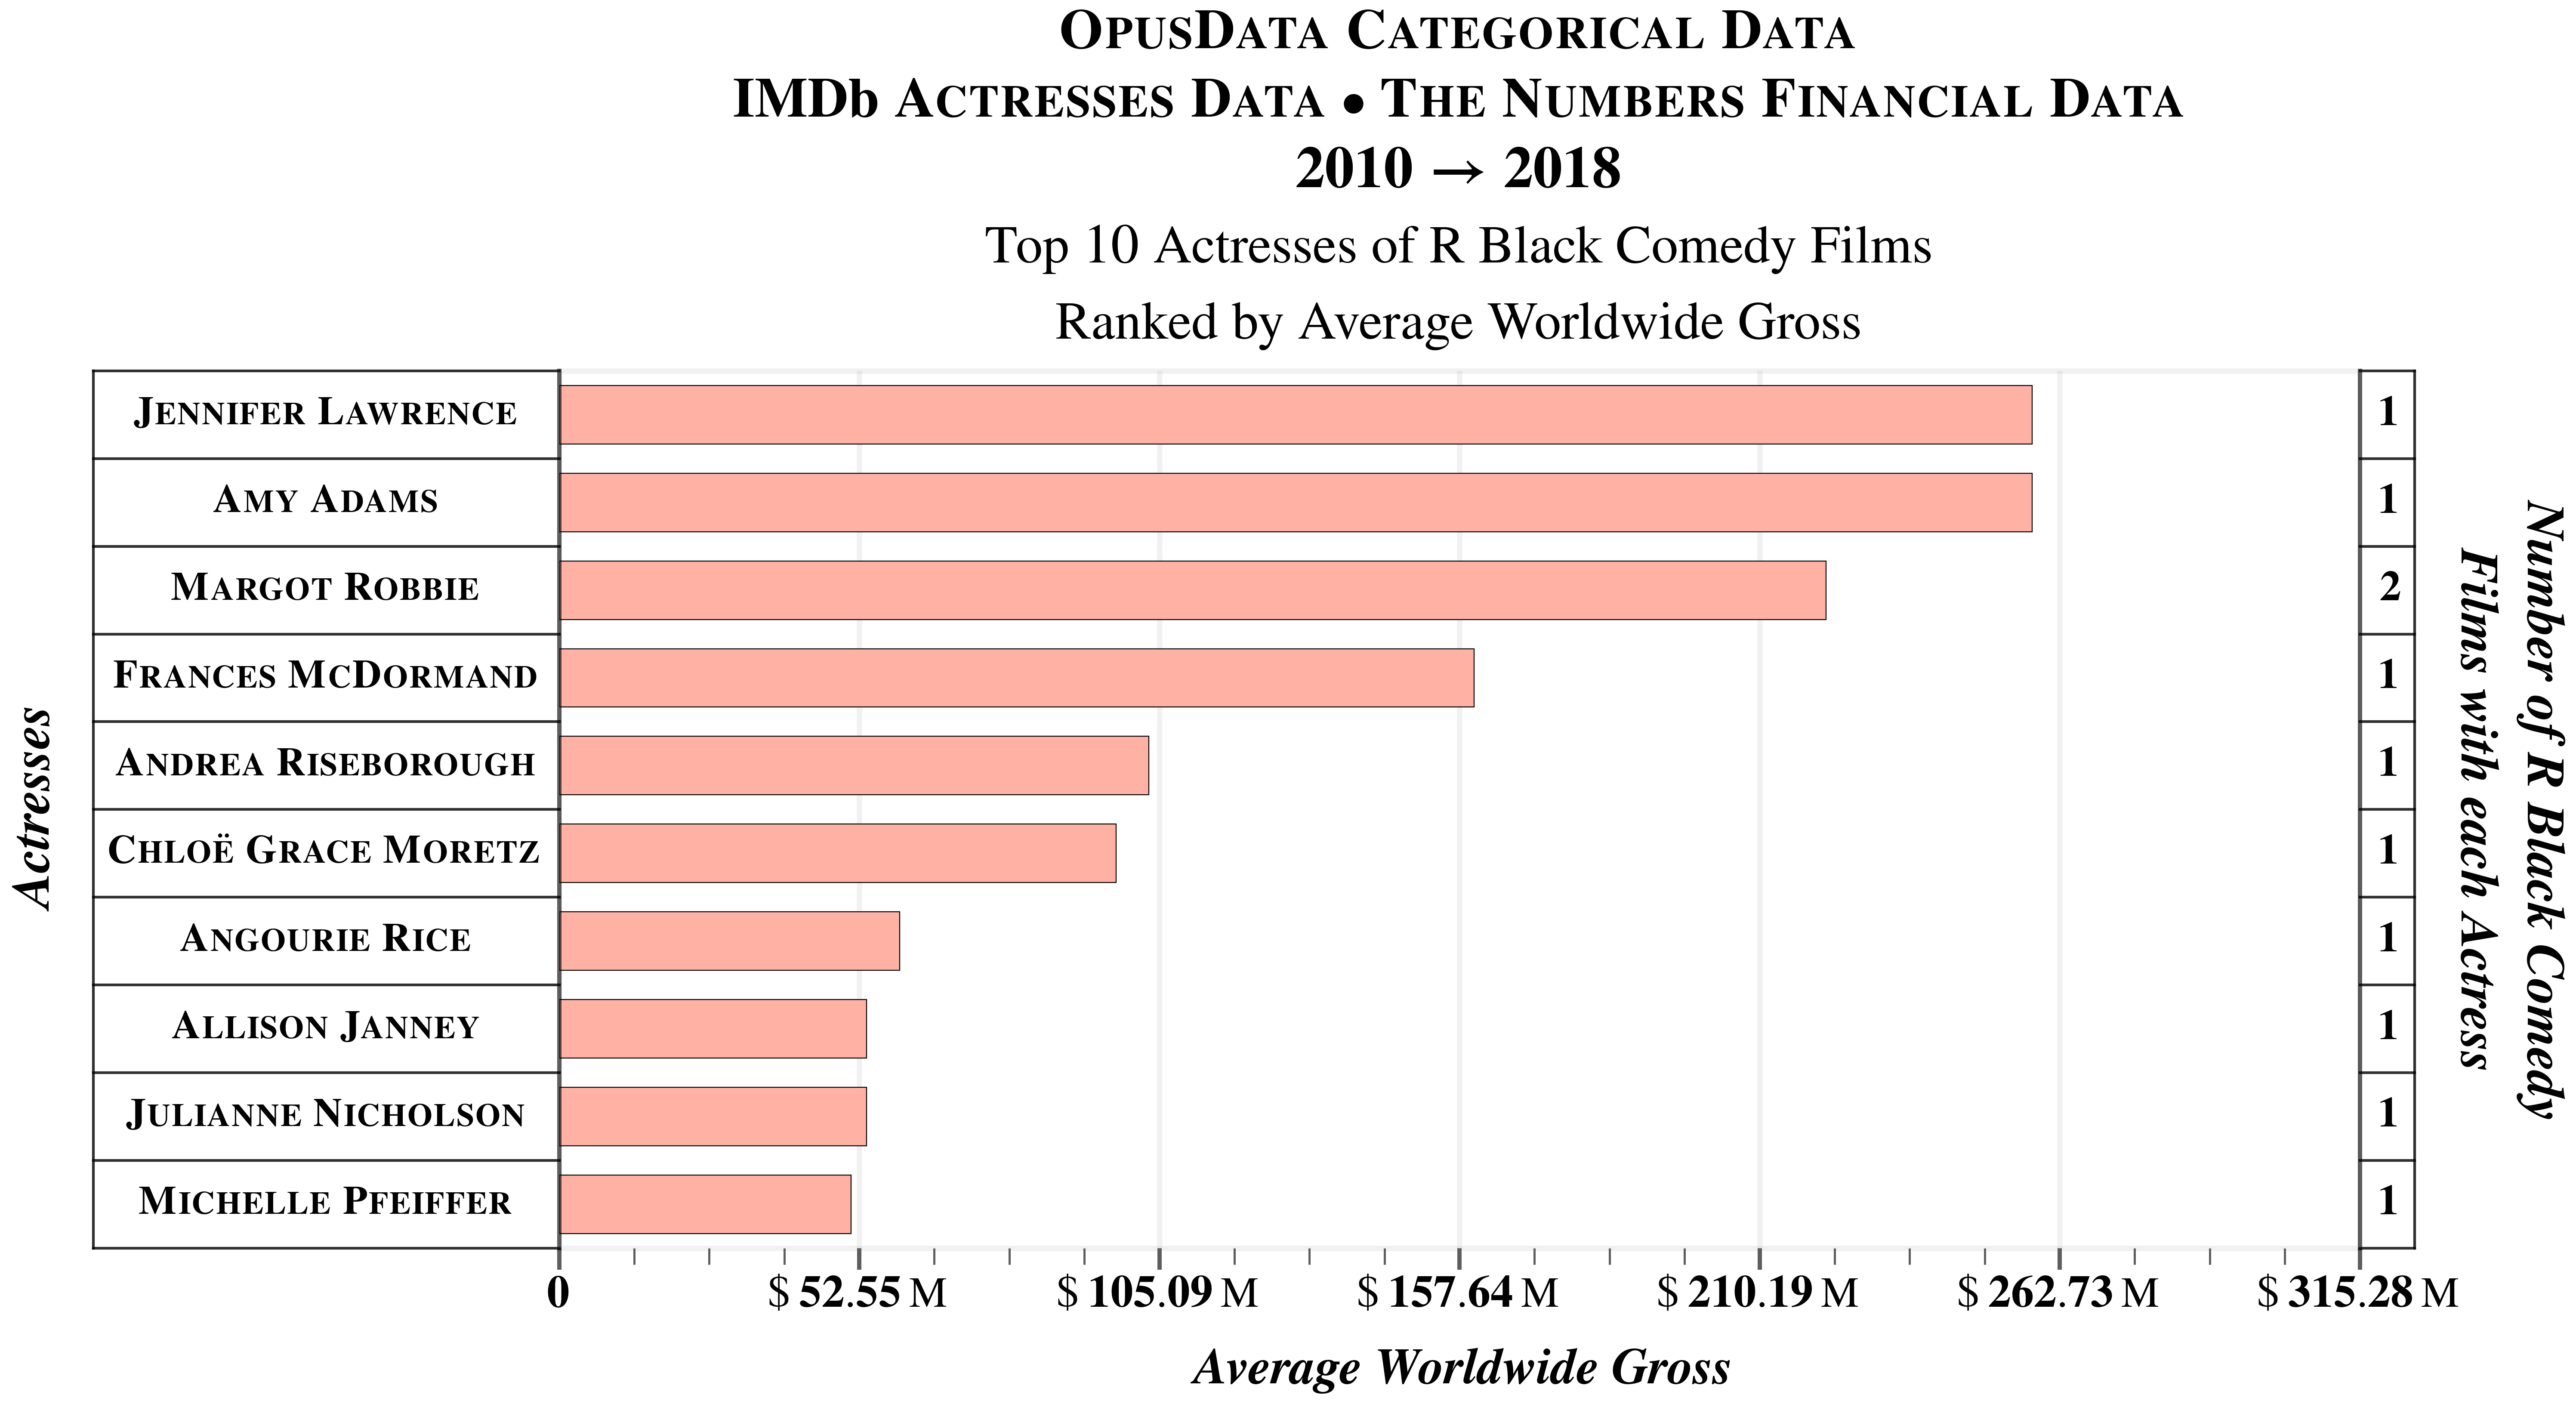 OPUSDATA CATEGORICAL DATA
IMDb ACTRESSES DATA • THE NUMBERS FINANCIAL DATA
2010 → 2018
Top 10 Actresses of R Black Comedy Films
Ranked by Average Worldwide Gross
Actresses
JENNIFER LAWRENCE 1
AMY ADAMS 1
MARGOT ROBBIE 2
FRANCES MCDORMAND 1
ANDREA RISEBOROUGH 1
CHLOË GRACE MORETZ 1
ANGOURIE RICE 1
ALLISON JANNEY 1
JULIANNE NICHOLSON 1
MICHELLE PFEIFFER 1
Number of R Black Comedy
Films with each Actress
0 $ 52.55 M $ 105.09 M $ 157.64 M $ 210.19 M $ 262.73 M $ 315.28 M
Average Worldwide Gross